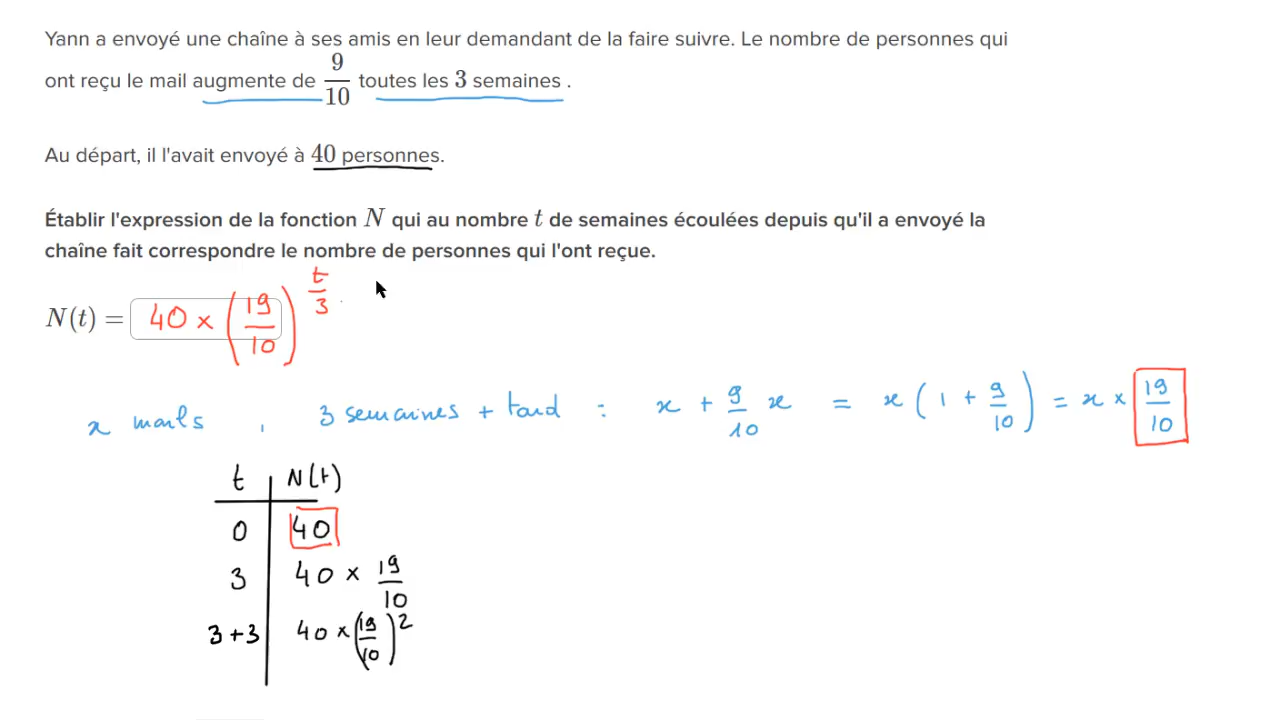 Yann a envoyé une chaîne à ses amis en leur demandant de la faire suivre. Le nombre de personnes qui
ont reçu le mail augmente de 9/10 toutes les 3 semaines .
Au départ, il l'avait envoyé à 40 personnes.
Établir l'expression de la fonction N qui au nombre t de semaines écoulées depuis qu'il a envoyé la
chaîne fait correspondre le nombre de personnes qui l'ont reçue.
N(t) = 40 × (19/10)^(t/3)
x mails , 3 semaines + tard : x + 9/10 x = x (1 + 9/10) = x × 19/10
t N(t)
0 40
3 40 × 19/10
3+3 40 × (19/10)^2